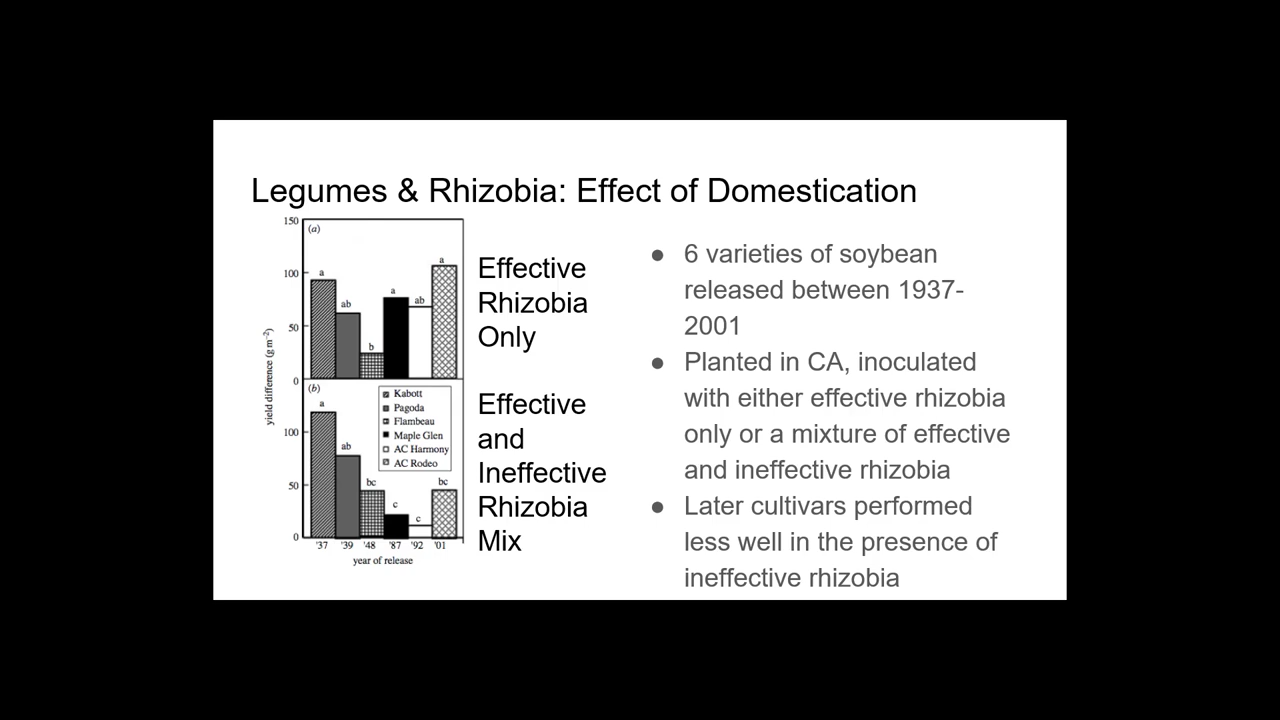 Legumes & Rhizobia: Effect of Domestication
150
(a)
100
50
0
a
ab
b
a
ab
a
yield difference (g m⁻²)
(b)
100
50
0
a
ab
bc
c
c
bc
Kabott
Pagoda
Flambeau
Maple Glen
AC Harmony
AC Rodeo
'37 '39 '48 '87 '92 '01
year of release
Effective
Rhizobia
Only
Effective
and
Ineffective
Rhizobia
Mix
● 6 varieties of soybean
released between 1937-
2001
● Planted in CA, inoculated
with either effective rhizobia
only or a mixture of effective
and ineffective rhizobia
● Later cultivars performed
less well in the presence of
ineffective rhizobia